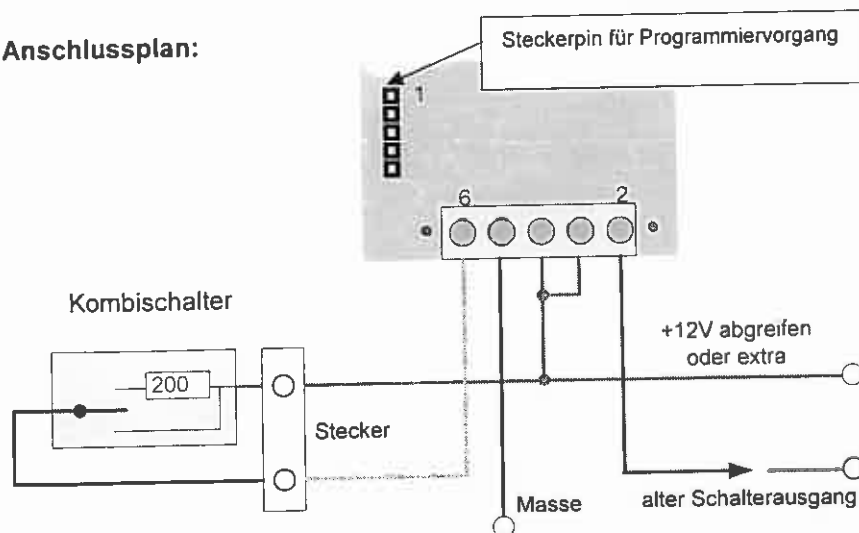 Anschlussplan:
Steckerpin für Programmiervorgang
1
6
2
Kombischalter
200
+12V abgreifen
oder extra
Stecker
Masse
alter Schalterausgang